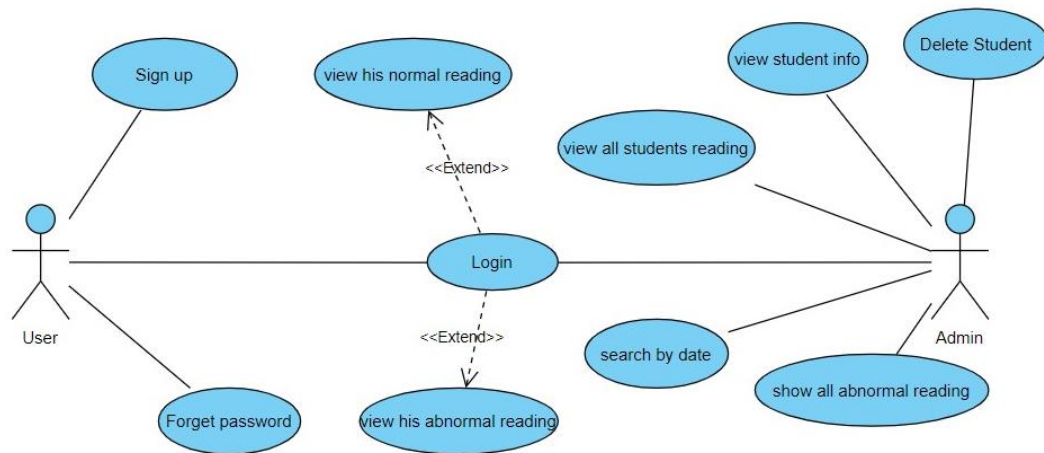 Delete Student
view student info
Sign up
view his normal reading
view all students reading
<<Extend>>
Login
<<Extend>>
User
Admin
search by date
show all abnormal reading
Forget password
view his abnormal reading